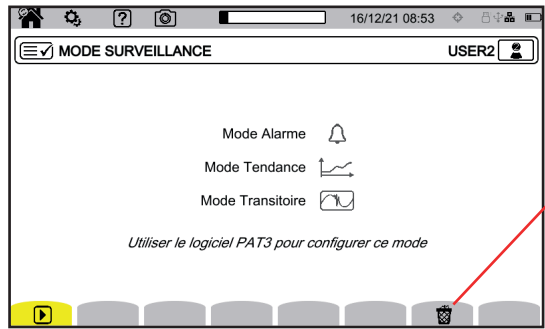 ? 16/12/21 08:53
MODE SURVEILLANCE USER2
Mode Alarme
Mode Tendance
Mode Transitoire
Utiliser le logiciel PAT3 pour configurer ce mode